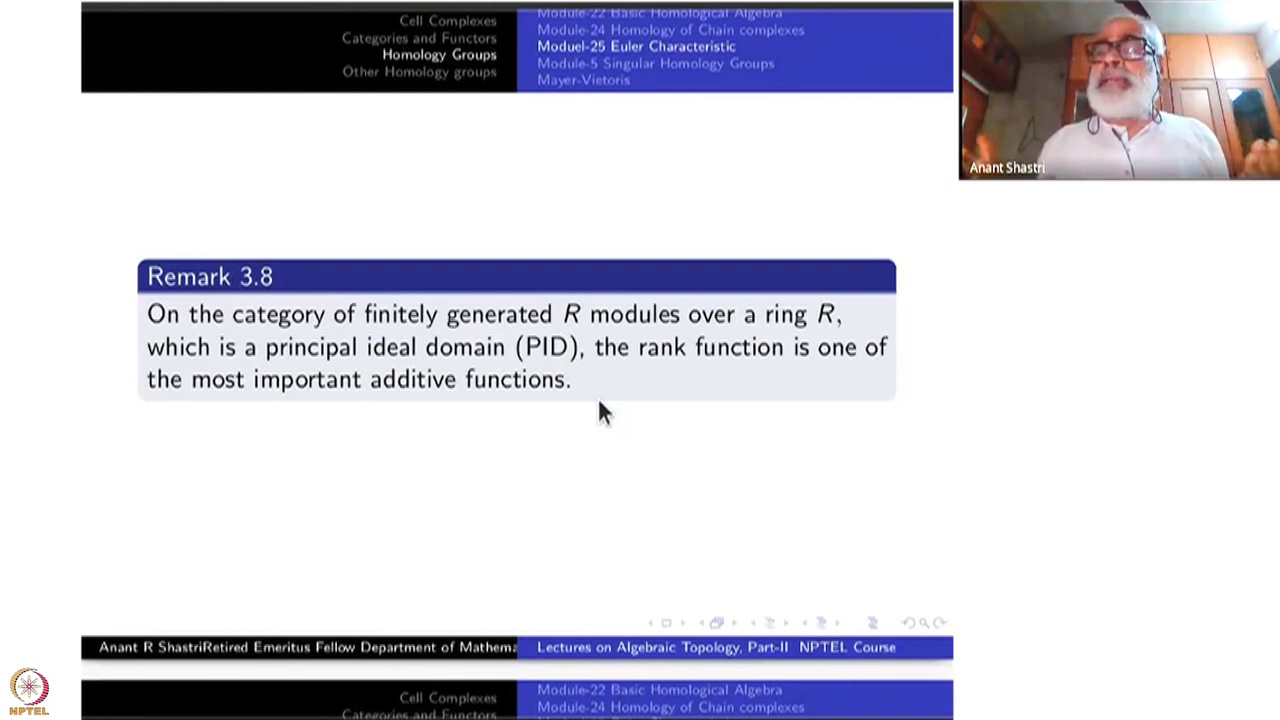 Cell Complexes
Categories and Functors
Homology Groups
Other Homology groups
Module-22 Basic Homological Algebra
Module-24 Homology of Chain complexes
Moduel-25 Euler Characteristic
Module-5 Singular Homology Groups
Mayer-Vietoris
Anant Shastri
Remark 3.8
On the category of finitely generated R modules over a ring R,
which is a principal ideal domain (PID), the rank function is one of
the most important additive functions.
Anant R ShastriRetired Emeritus Fellow Department of Mathema
Lectures on Algebraic Topology, Part-II NPTEL Course
Cell Complexes
Categories and Functors
Module-22 Basic Homological Algebra
Module-24 Homology of Chain complexes
NPTEL